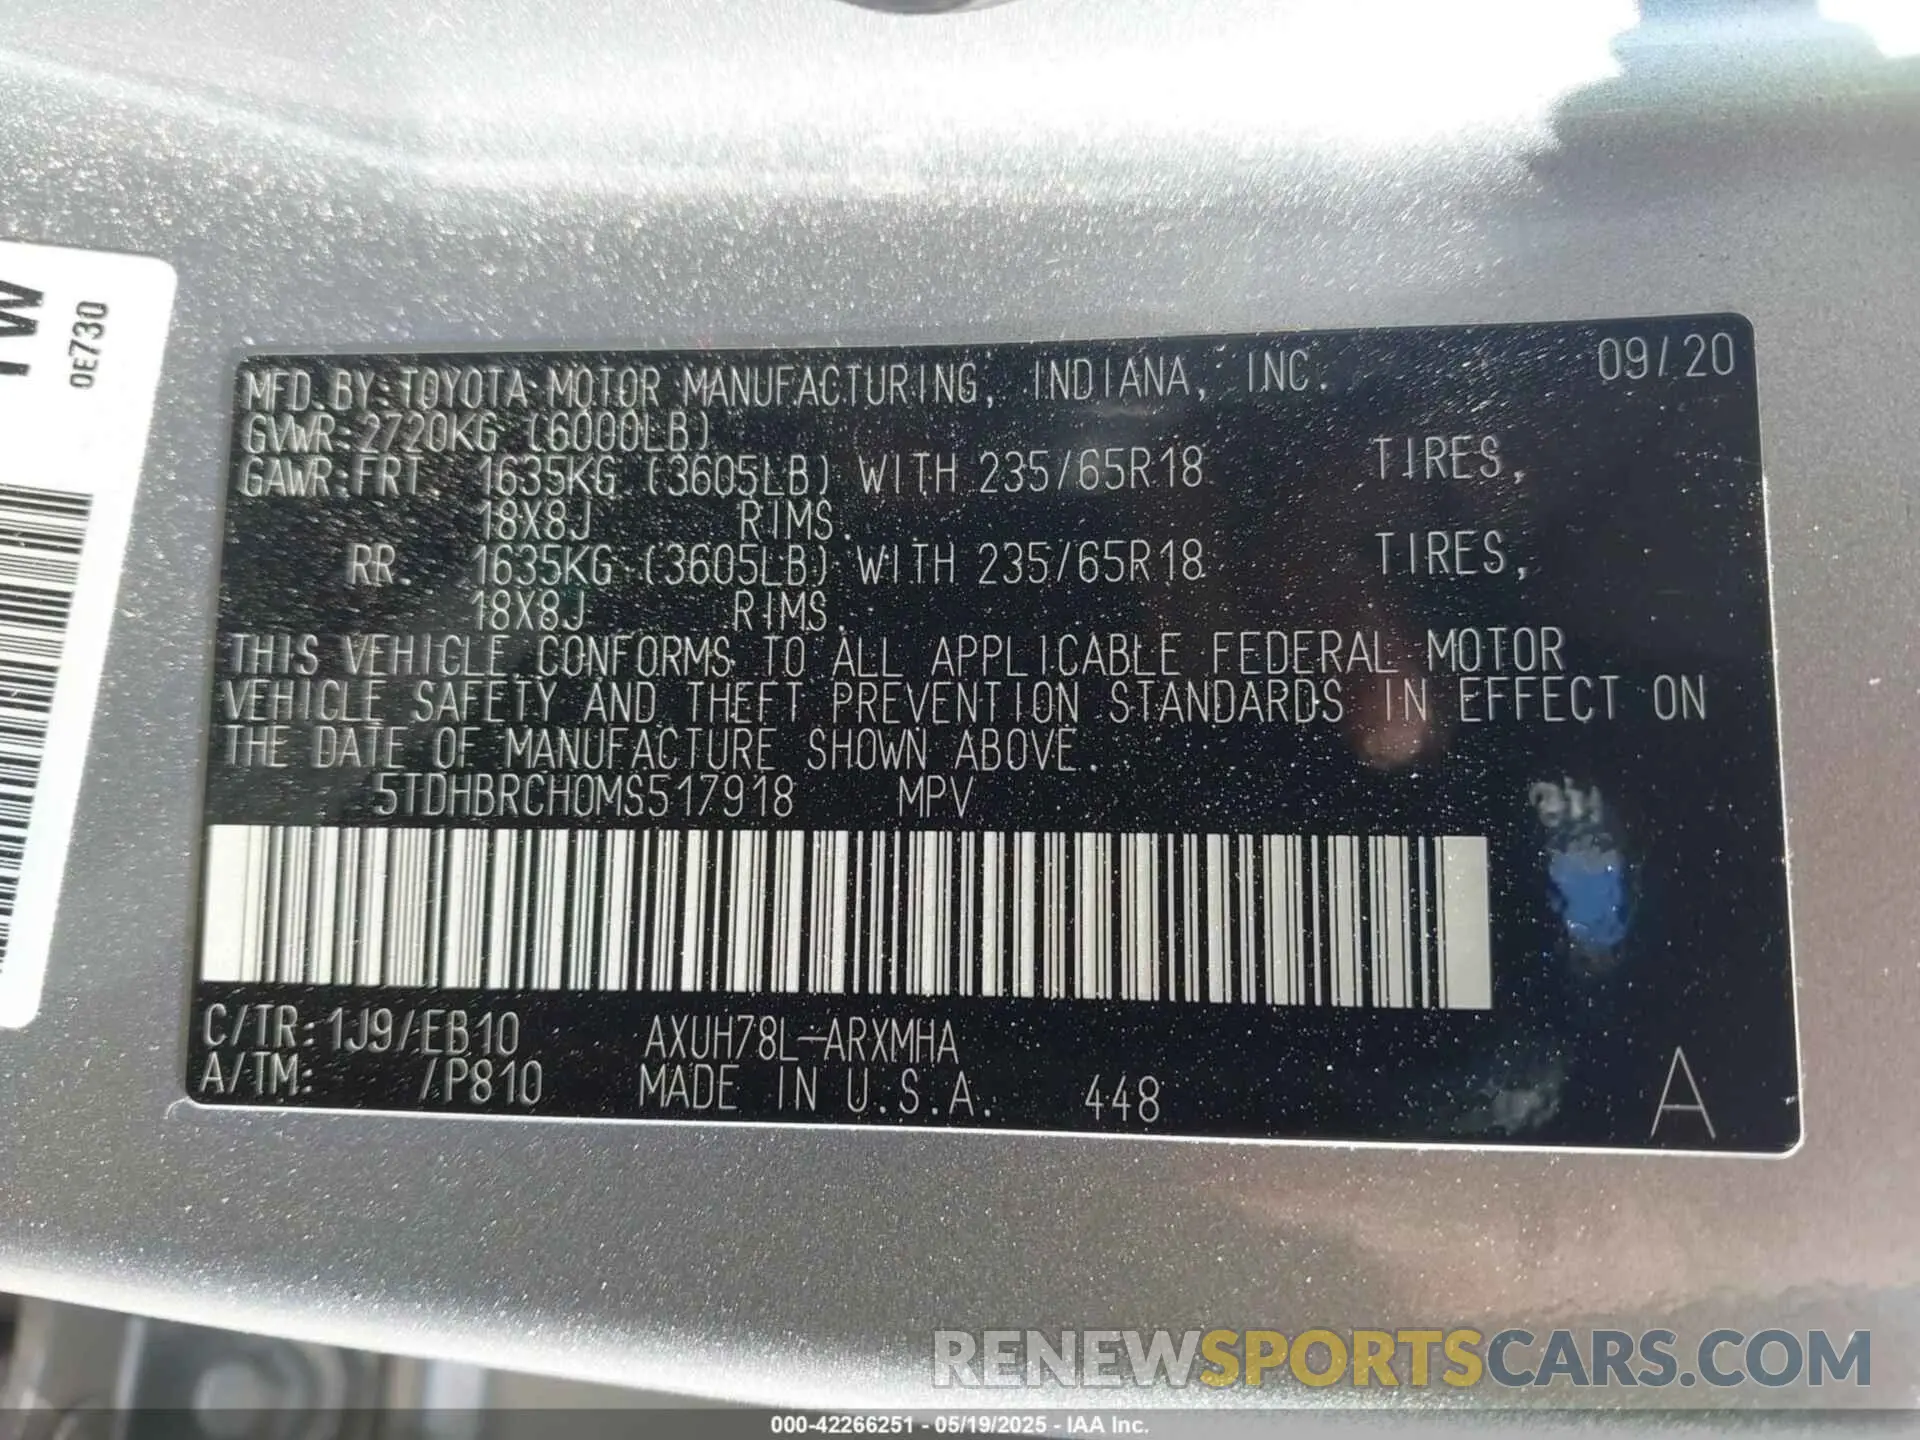 MFD.BY:TOYOTA MOTOR MANUFACTURING, INDIANA, INC. 09/20
GVWR:2720KG (6000LB)
GAWR:FRT. 1635KG (3605LB) WITH 235/65R18 TIRES,
18X8J RIMS.
RR. 1635KG (3605LB) WITH 235/65R18 TIRES,
18X8J RIMS.
THIS VEHICLE CONFORMS TO ALL APPLICABLE FEDERAL MOTOR
VEHICLE SAFETY AND THEFT PREVENTION STANDARDS IN EFFECT ON
THE DATE OF MANUFACTURE SHOWN ABOVE.
5TDHBRCH0MS517918 MPV
C/TR:1J9/EB10 AXUH78L-ARXMHA
A/TM: /P810 MADE IN U.S.A. 448 A
0E730
RENEWSPORTSCARS.COM
000-42266251 - 05/19/2025 - IAA Inc.